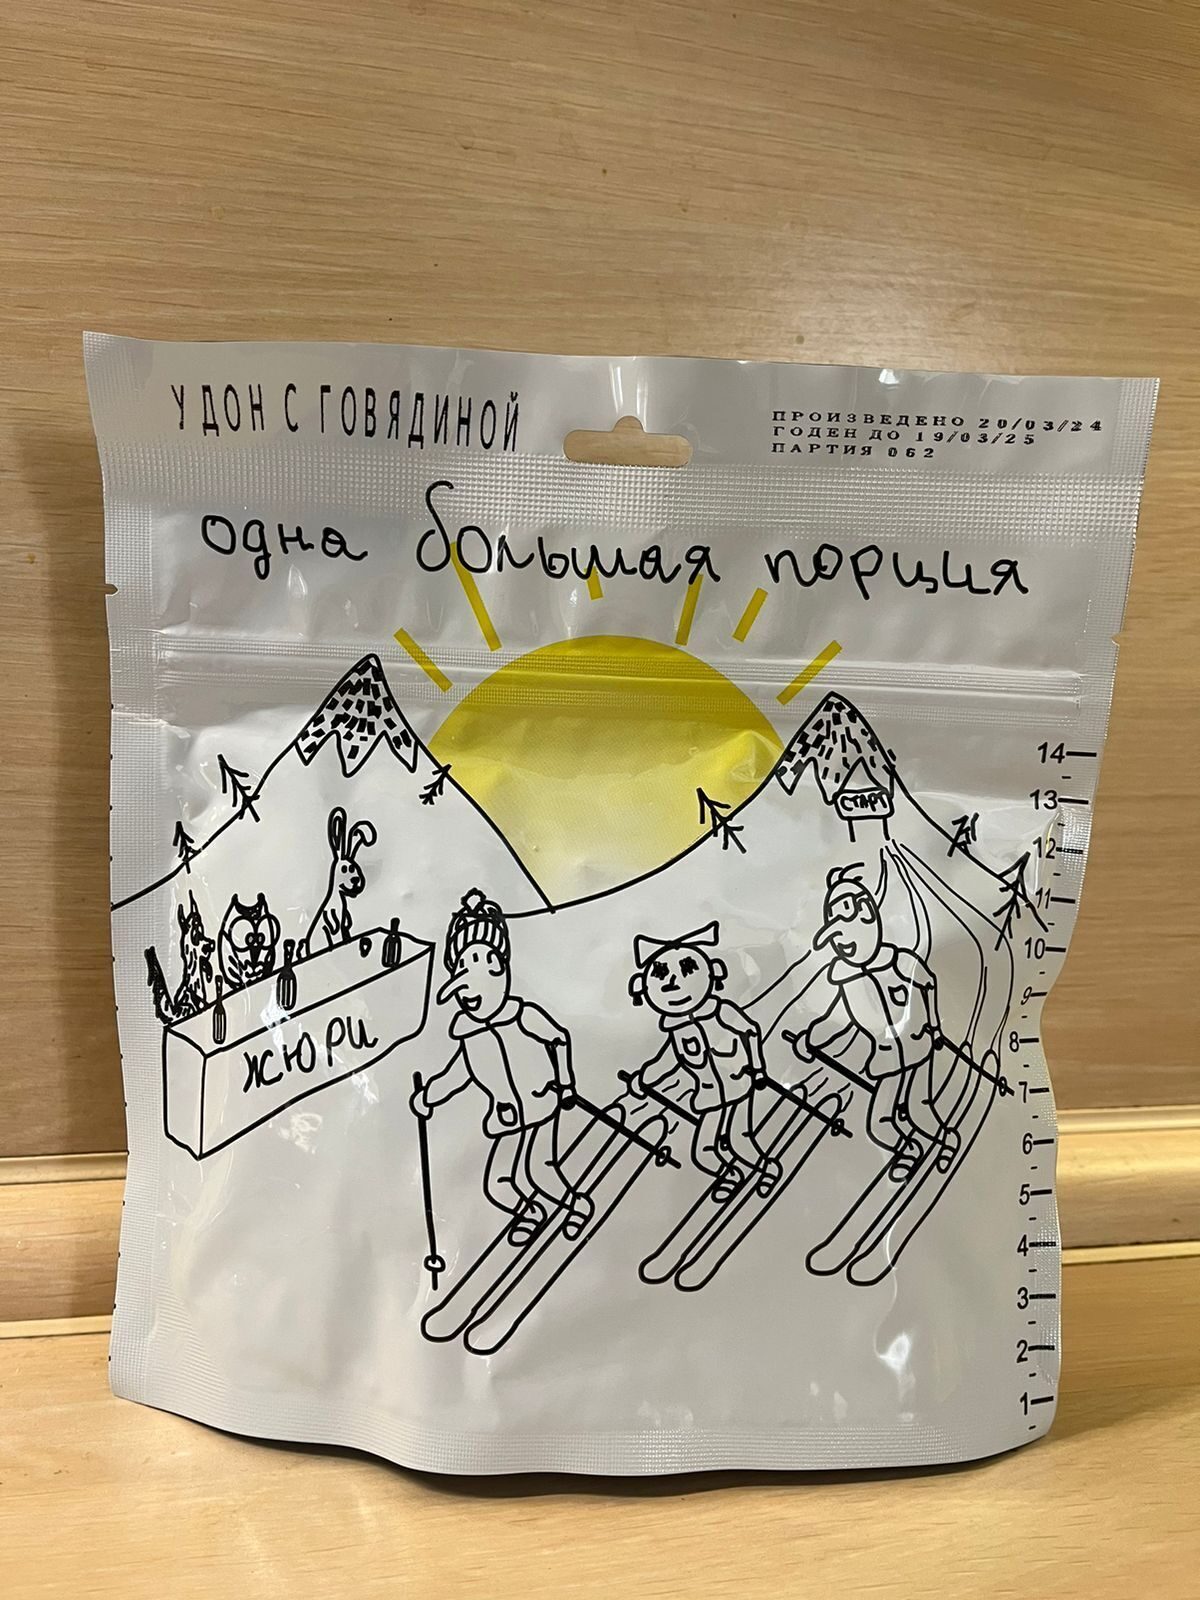 УДОН С ГОВЯДИНОЙ
ПРОИЗВЕДЕНО 20/03/24
ГОДЕН ДО 19/03/25
ПАРТИЯ 062
одна большая порция
СТАРТ
ЖЮРИ
14
13
12
11
10
9
8
7
6
5
4
3
2
1